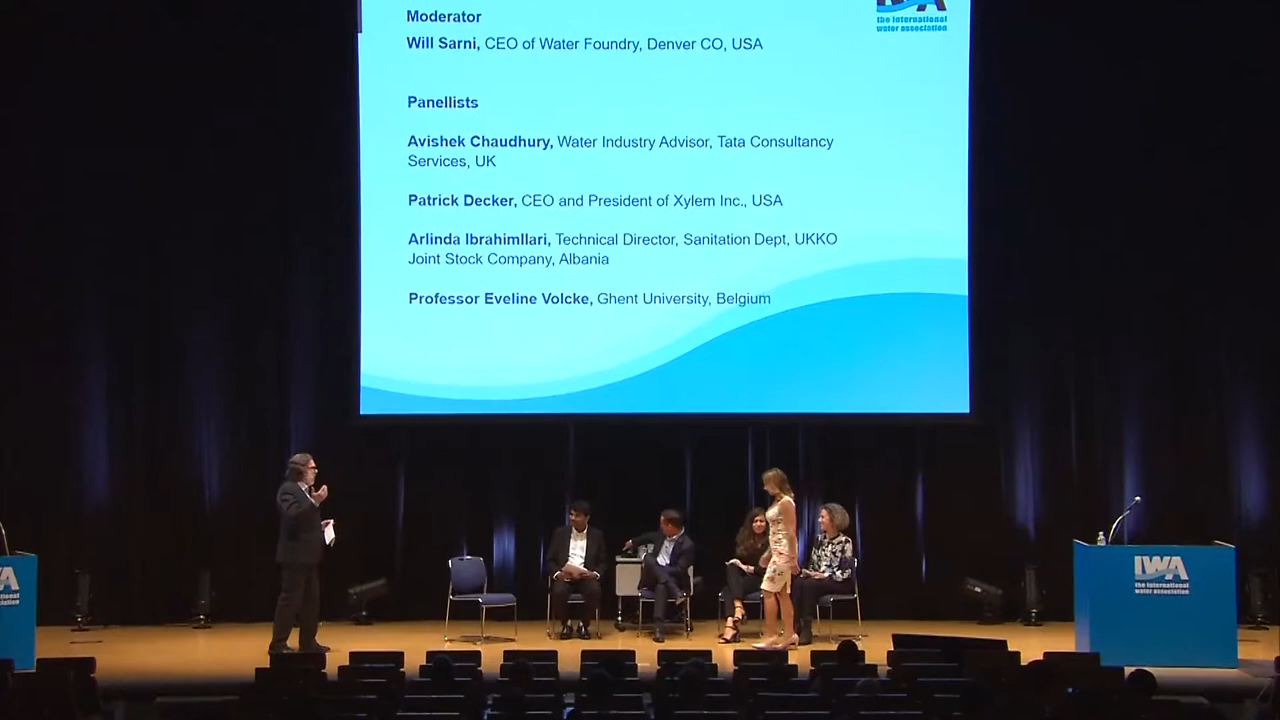 Moderator
the international
water association
Will Sarni, CEO of Water Foundry, Denver CO, USA
Panellists
Avishek Chaudhury, Water Industry Advisor, Tata Consultancy
Services, UK
Patrick Decker, CEO and President of Xylem Inc., USA
Arlinda Ibrahimllari, Technical Director, Sanitation Dept, UKKO
Joint Stock Company, Albania
Professor Eveline Volcke, Ghent University, Belgium
IWA
the international
water association